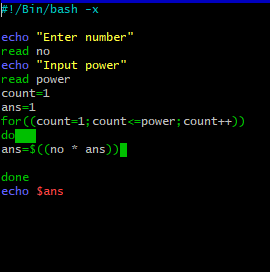 #!/Bin/bash -x
echo "Enter number"
read no
echo "Input power"
read power
count=1
ans=1
for((count=1;count<=power;count++))
do
ans=$((no * ans))
done
echo $ans